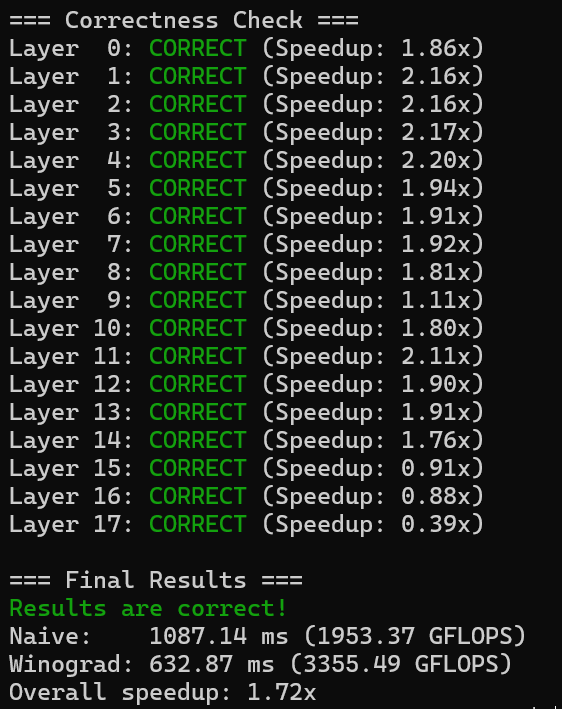 === Correctness Check ===
Layer  0: CORRECT (Speedup: 1.86x)
Layer  1: CORRECT (Speedup: 2.16x)
Layer  2: CORRECT (Speedup: 2.16x)
Layer  3: CORRECT (Speedup: 2.17x)
Layer  4: CORRECT (Speedup: 2.20x)
Layer  5: CORRECT (Speedup: 1.94x)
Layer  6: CORRECT (Speedup: 1.91x)
Layer  7: CORRECT (Speedup: 1.92x)
Layer  8: CORRECT (Speedup: 1.81x)
Layer  9: CORRECT (Speedup: 1.11x)
Layer 10: CORRECT (Speedup: 1.80x)
Layer 11: CORRECT (Speedup: 2.11x)
Layer 12: CORRECT (Speedup: 1.90x)
Layer 13: CORRECT (Speedup: 1.91x)
Layer 14: CORRECT (Speedup: 1.76x)
Layer 15: CORRECT (Speedup: 0.91x)
Layer 16: CORRECT (Speedup: 0.88x)
Layer 17: CORRECT (Speedup: 0.39x)

=== Final Results ===
Results are correct!
Naive:    1087.14 ms (1953.37 GFLOPS)
Winograd: 632.87 ms (3355.49 GFLOPS)
Overall speedup: 1.72x